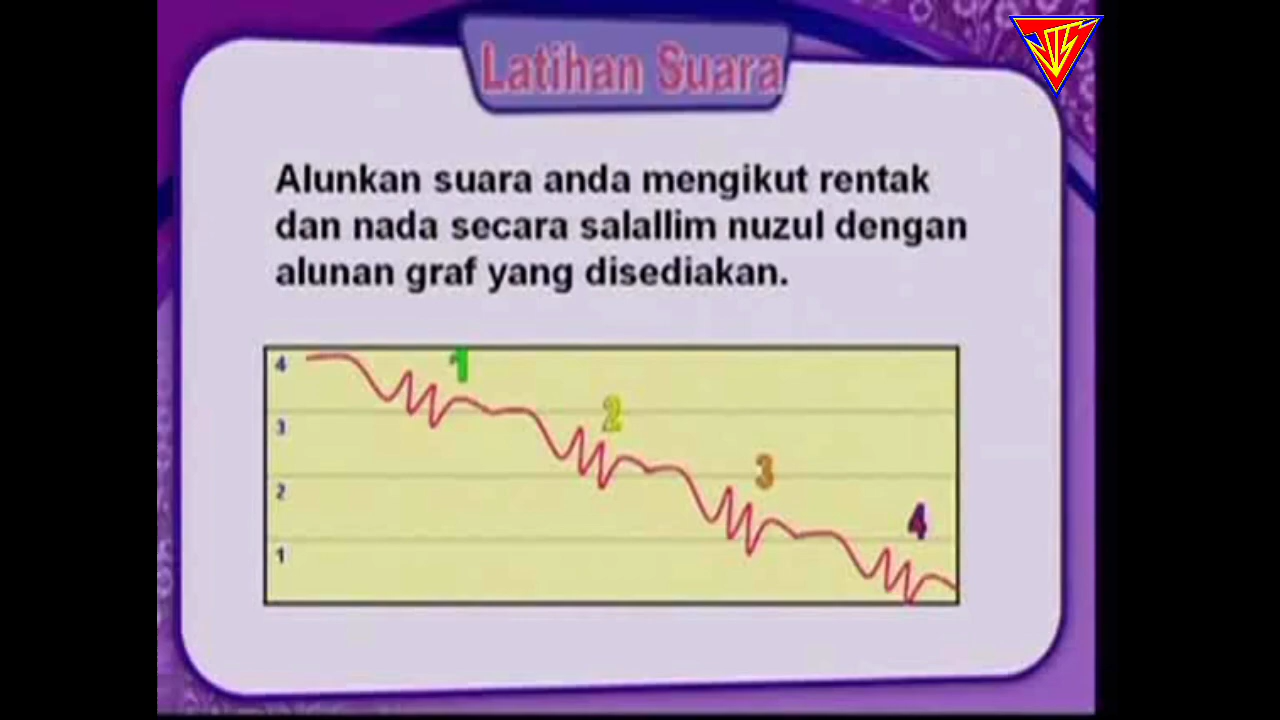 Latihan Suara
Alunkan suara anda mengikut rentak
dan nada secara salallim nuzul dengan
alunan graf yang disediakan.
4
1
3
2
2
3
4
1